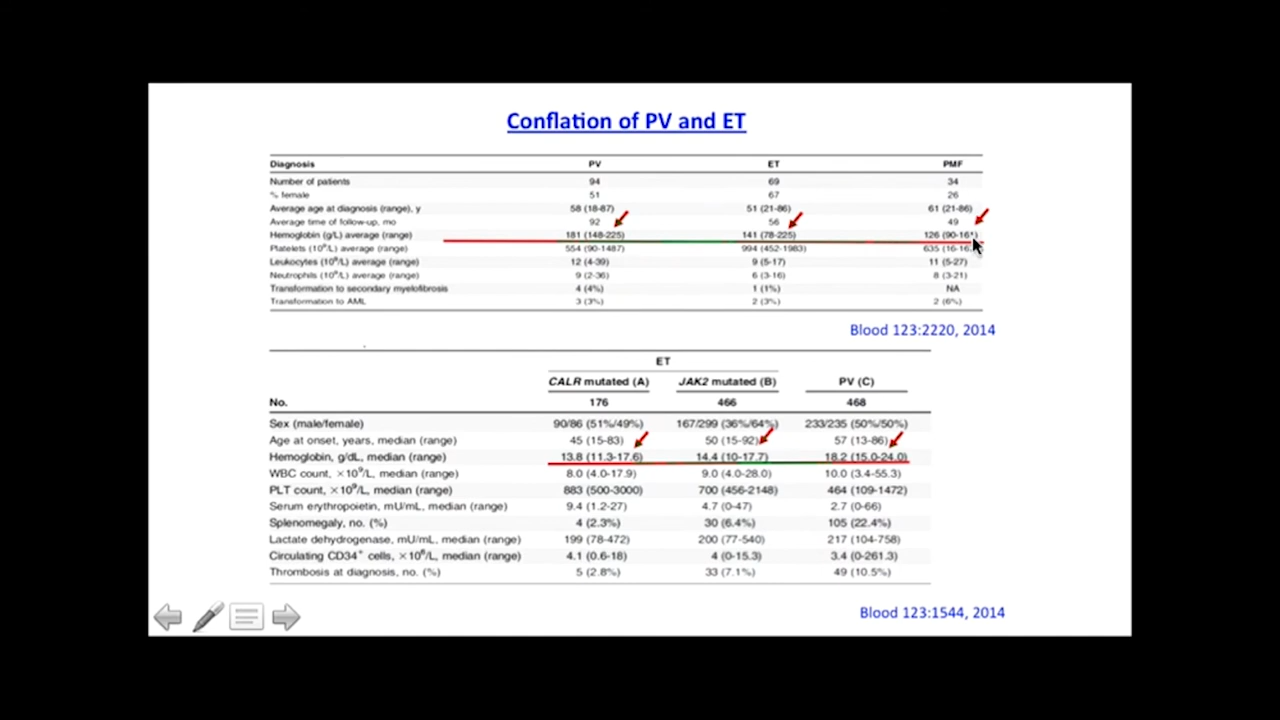 Conflation of PV and ET
Diagnosis PV ET PMF
Number of patients 94 69 34
% female 51 67 26
Average age at diagnosis (range), y 58 (18-87) 51 (21-86) 61 (21-86)
Average time of follow-up, mo 92 56 49
Hemoglobin (g/L) average (range) 181 (148-225) 141 (78-225) 126 (90-161)
Platelets (10⁹/L) average (range) 554 (90-1487) 994 (452-1983) 635
Leukocytes (10⁹/L) average (range) 12 (4-39) 9 (5-17) 11 (5-27)
Neutrophils (10⁹/L) average (range) 9 (2-36) 6 (3-16) 8 (3-21)
Transformation to secondary myelofibrosis 4 (4%) 1 (1%) NA
Transformation to AML 3 (3%) 2 (3%) 2 (6%)
Blood 123:2220, 2014
ET
CALR mutated (A) JAK2 mutated (B) PV (C)
No. 176 466 468
Sex (male/female) 90/86 (51%/49%) 167/299 (36%/64%) 233/235 (50%/50%)
Age at onset, years, median (range) 45 (15-83) 50 (15-92) 57 (13-86)
Hemoglobin, g/dL, median (range) 13.8 (11.3-17.6) 14.4 (10-17.7) 18.2 (15.0-24.0)
WBC count, ×10⁹/L, median (range) 8.0 (4.0-17.9) 9.0 (4.0-28.0) 10.0 (3.4-55.3)
PLT count, ×10⁹/L, median (range) 883 (500-3000) 700 (456-2148) 464 (109-1472)
Serum erythropoietin, mU/mL, median (range) 9.4 (1.2-27) 4.7 (0-47) 2.7 (0-66)
Splenomegaly, no. (%) 4 (2.3%) 30 (6.4%) 105 (22.4%)
Lactate dehydrogenase, mU/mL, median (range) 199 (78-472) 200 (77-540) 217 (104-758)
Circulating CD34⁺ cells, ×10⁶/L, median (range) 4.1 (0.6-18) 4 (0-15.3) 3.4 (0-261.3)
Thrombosis at diagnosis, no. (%) 5 (2.8%) 33 (7.1%) 49 (10.5%)
Blood 123:1544, 2014